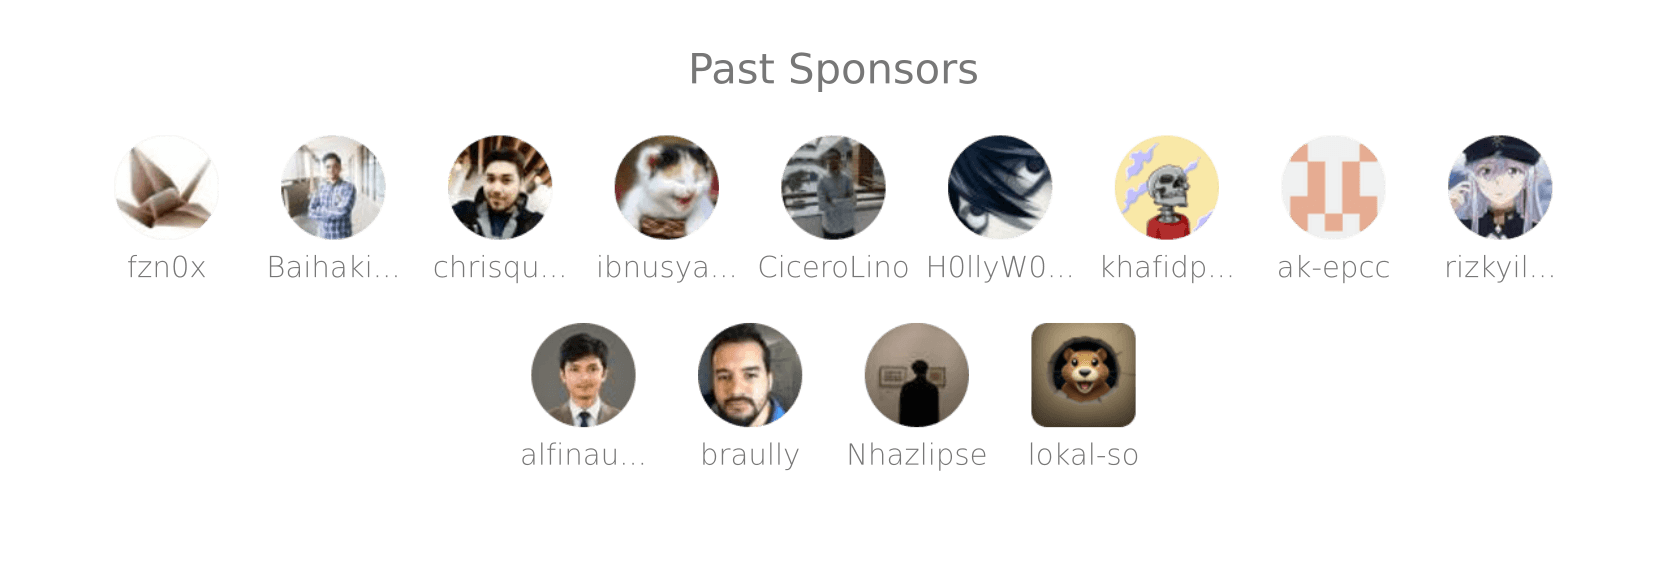 Past Sponsors
fzn0x Baihaki... chrisqu... ibnusya... CiceroLino H0llyW0... khafidp... ak-epcc rizkyil...
alfinau... braully Nhazlipse lokal-so